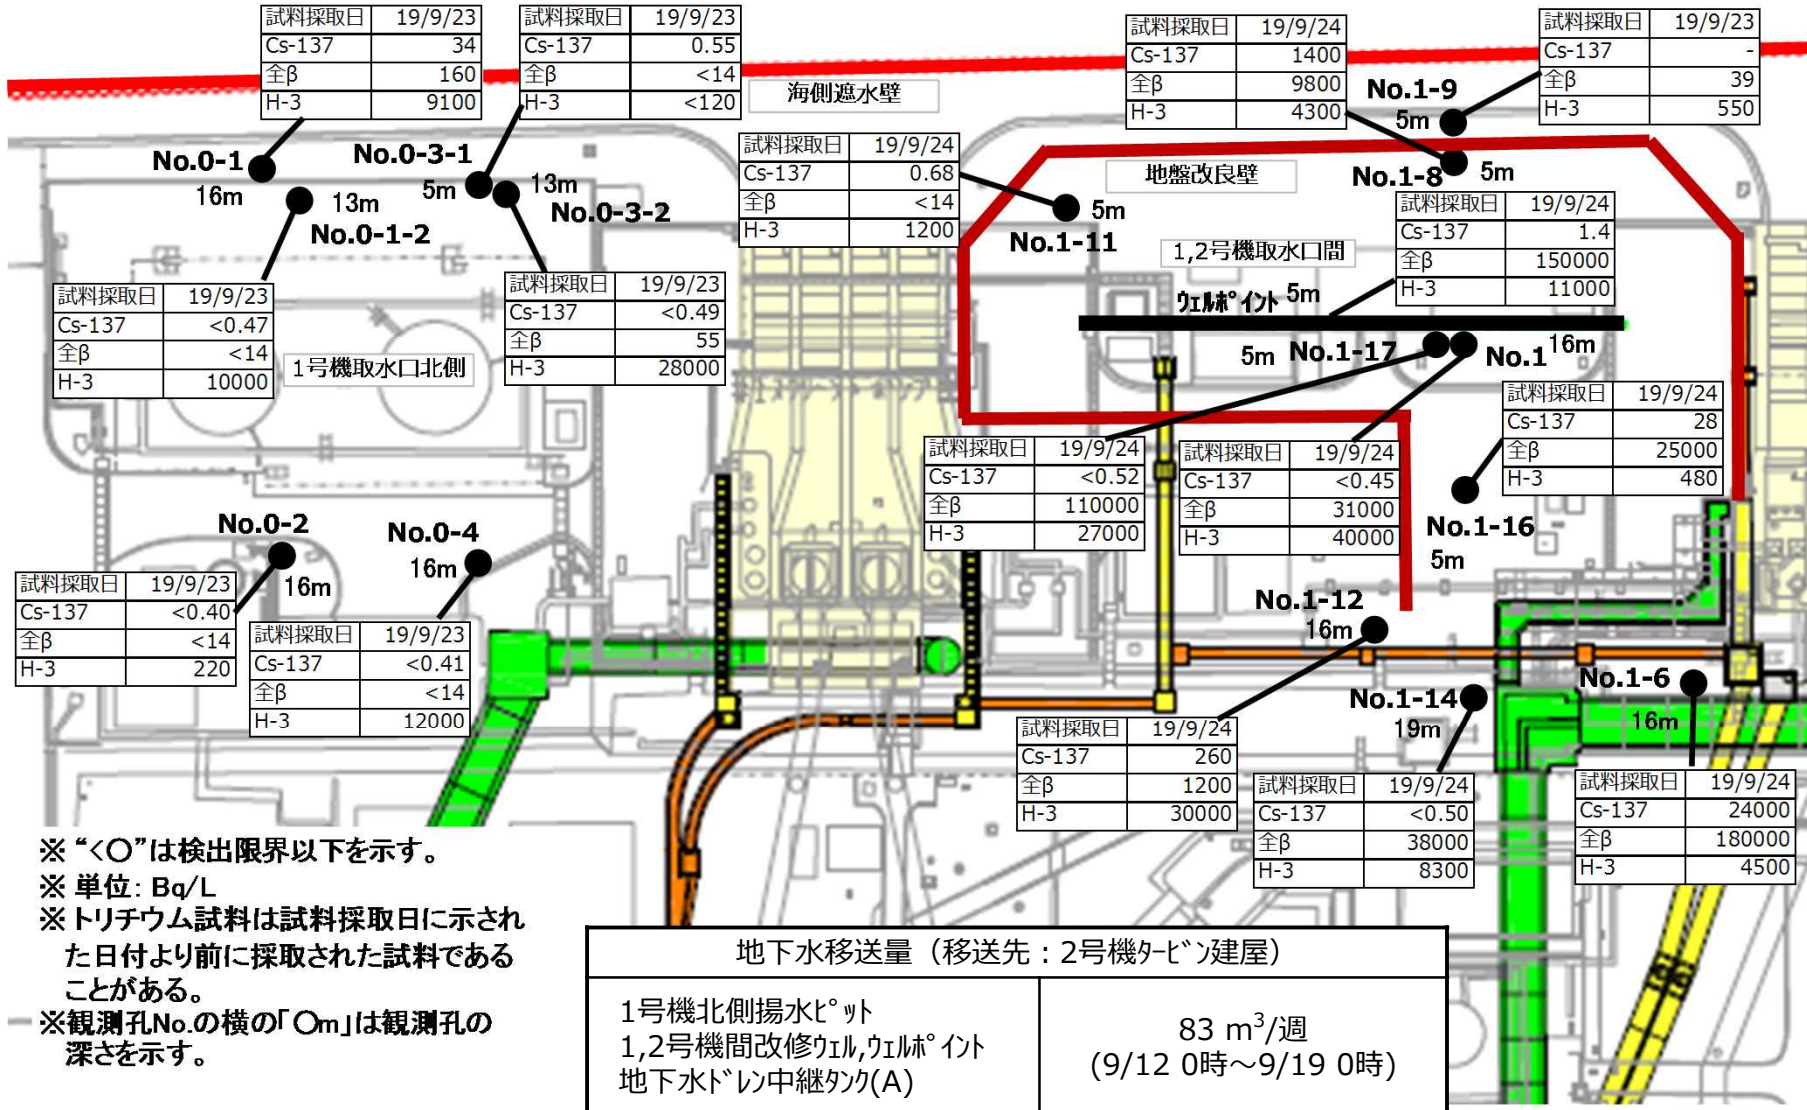 試料採取日 19/9/23
Cs-137 34
全β 160
H-3 9100
試料採取日 19/9/23
Cs-137 0.55
全β <14
H-3 <120
海側遮水壁
試料採取日 19/9/24
Cs-137 1400
全β 9800
H-3 4300
試料採取日 19/9/23
Cs-137 -
全β 39
H-3 550
No.1-9
5m
No.0-1
16m
No.0-3-1
5m
13m
No.0-1-2
13m
No.0-3-2
試料採取日 19/9/24
Cs-137 0.68
全β <14
H-3 1200
5m
No.1-11
地盤改良壁
No.1-8 5m
試料採取日 19/9/24
Cs-137 1.4
全β 150000
H-3 11000
1,2号機取水口間
ウェルポイント 5m
試料採取日 19/9/23
Cs-137 <0.47
全β <14
H-3 10000
1号機取水口北側
試料採取日 19/9/23
Cs-137 <0.49
全β 55
H-3 28000
5m No.1-17
No.1 16m
試料採取日 19/9/24
Cs-137 28
全β 25000
H-3 480
試料採取日 19/9/24
Cs-137 <0.52
全β 110000
H-3 27000
試料採取日 19/9/24
Cs-137 <0.45
全β 31000
H-3 40000
No.1-16
5m
No.0-2
16m
No.0-4
16m
試料採取日 19/9/23
Cs-137 <0.40
全β <14
H-3 220
試料採取日 19/9/23
Cs-137 <0.41
全β <14
H-3 12000
No.1-12
16m
No.1-14
19m
No.1-6
16m
試料採取日 19/9/24
Cs-137 260
全β 1200
H-3 30000
試料採取日 19/9/24
Cs-137 <0.50
全β 38000
H-3 8300
試料採取日 19/9/24
Cs-137 24000
全β 180000
H-3 4500
※ “<〇”は検出限界以下を示す。
※ 単位: Bq/L
※ トリチウム試料は試料採取日に示され
た日付より前に採取された試料である
ことがある。
※観測孔No.の横の「〇m」は観測孔の
深さを示す。
地下水移送量（移送先：2号機タービン建屋）
1号機北側揚水ピット
1,2号機間改修ウェル,ウェルポイント
地下水ドレン中継タンク(A)
83 m³/週
(9/12 0時～9/19 0時)